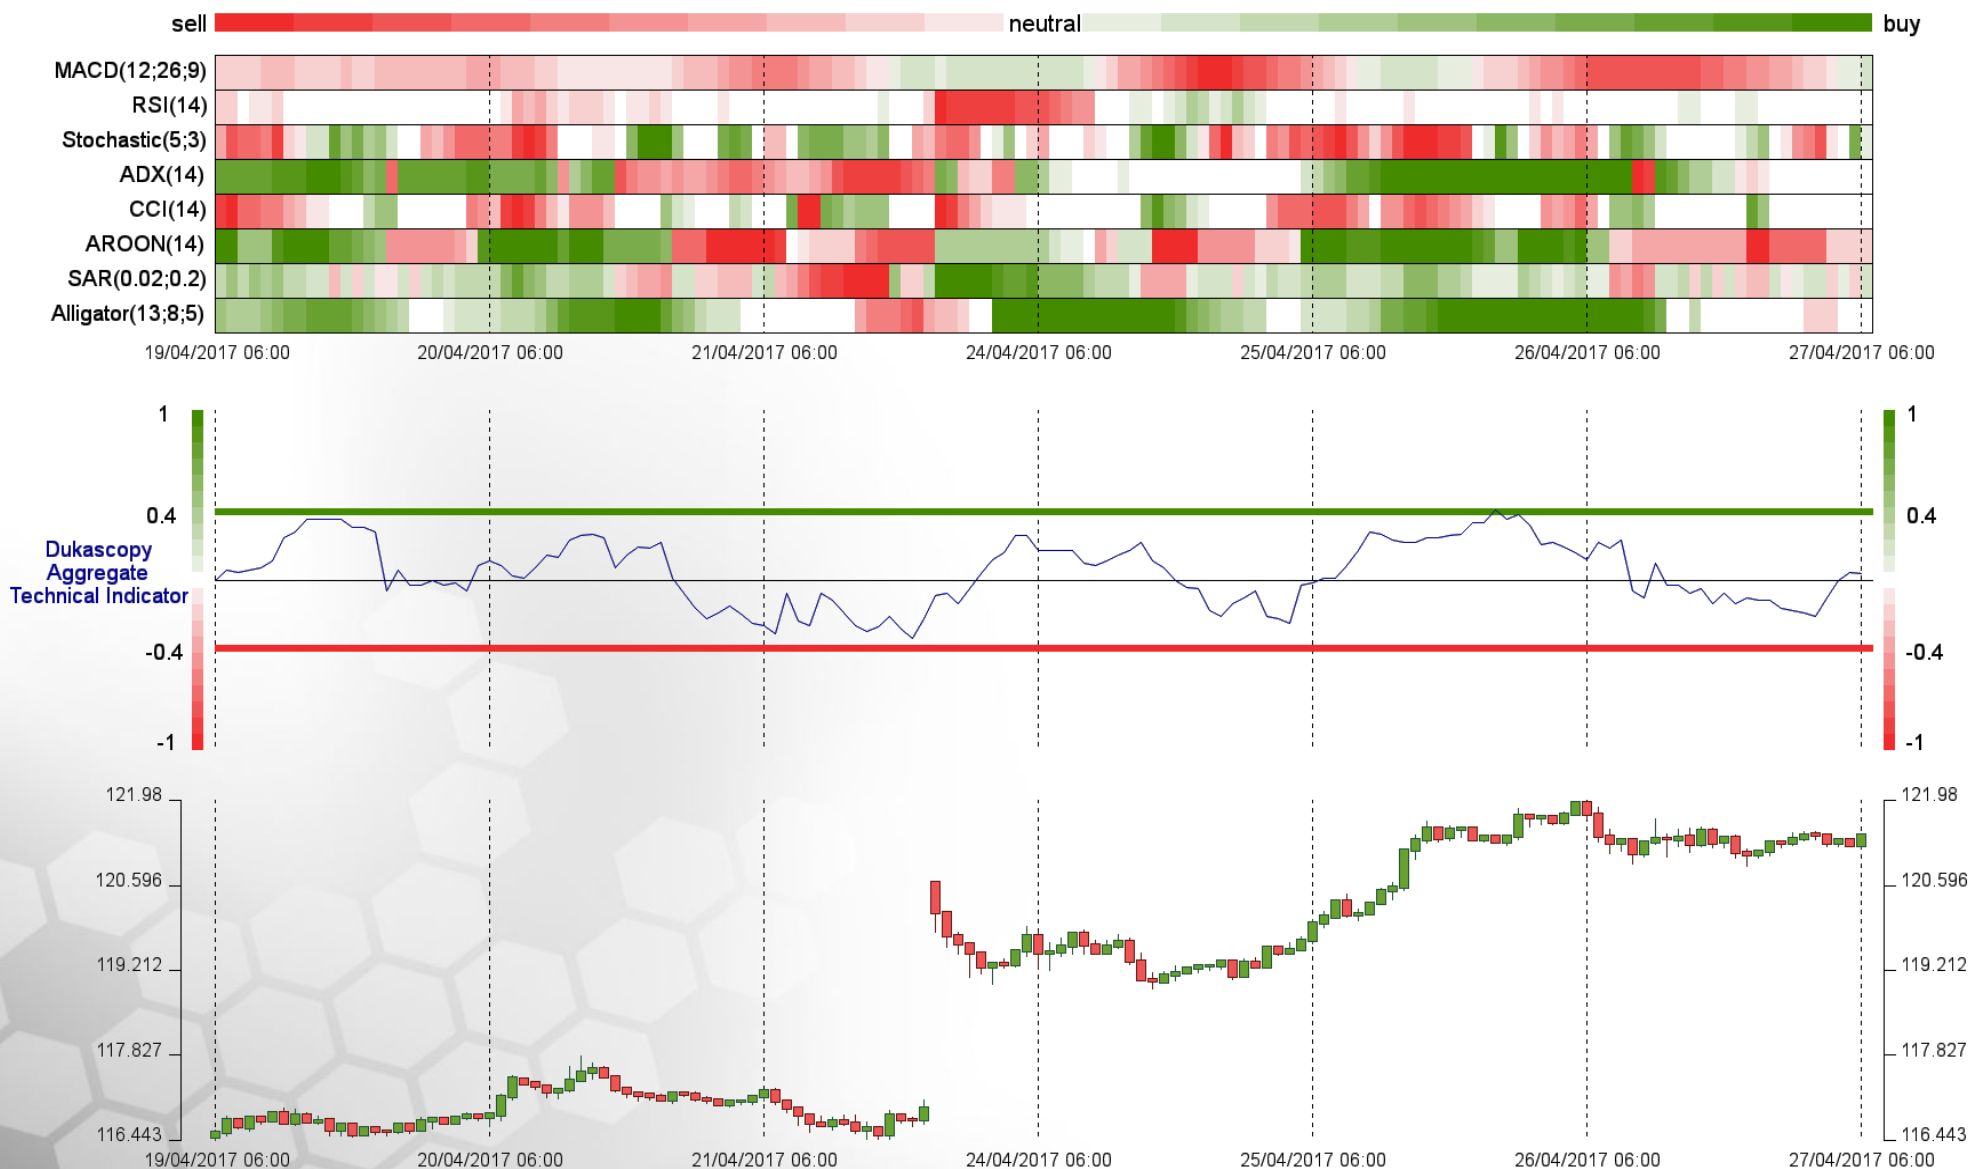 sell neutral buy
MACD(12;26;9)
RSI(14)
Stochastic(5;3)
ADX(14)
CCI(14)
AROON(14)
SAR(0.02;0.2)
Alligator(13;8;5)
19/04/2017 06:00 20/04/2017 06:00 21/04/2017 06:00 24/04/2017 06:00 25/04/2017 06:00 26/04/2017 06:00 27/04/2017 06:00
1 1
0.4 0.4
Dukascopy
Aggregate
Technical Indicator
-0.4 -0.4
-1 -1
121.98 121.98
120.596 120.596
119.212 119.212
117.827 117.827
116.443 116.443
19/04/2017 06:00 20/04/2017 06:00 21/04/2017 06:00 24/04/2017 06:00 25/04/2017 06:00 26/04/2017 06:00 27/04/2017 06:00